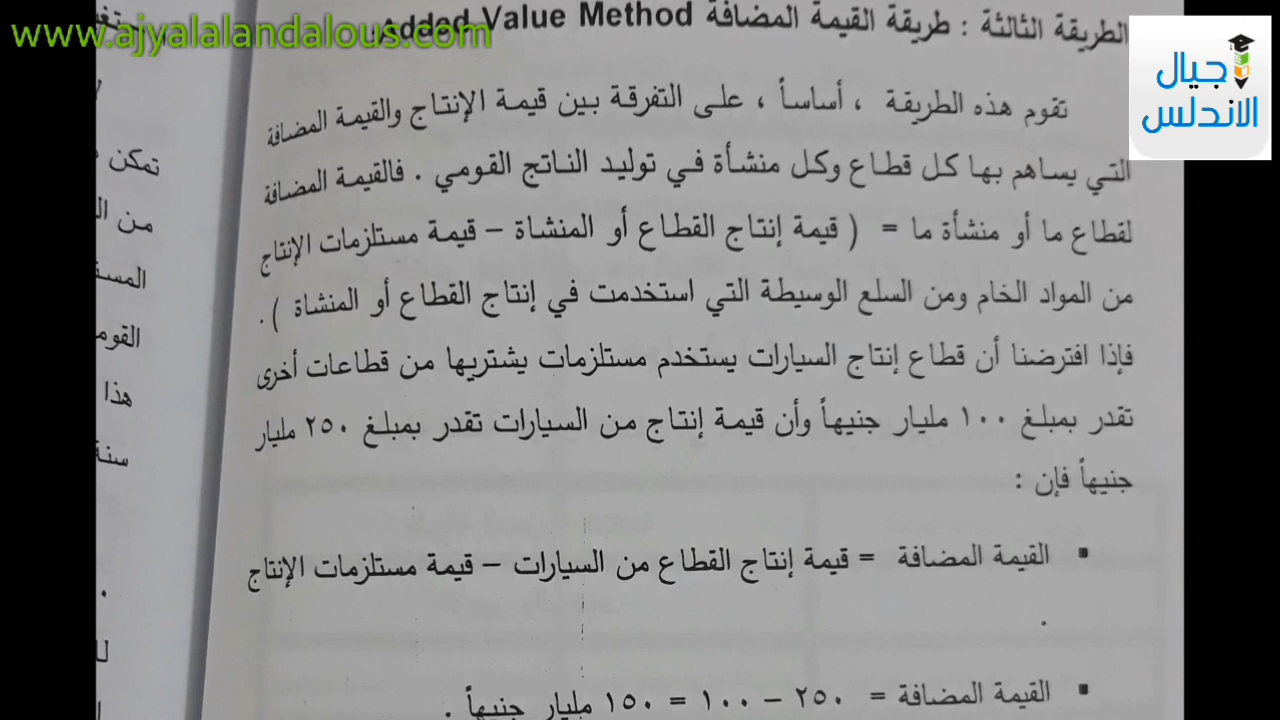 www.ajyalalandalous.com
جيال
الاندلس
الطريقة الثالثة : طريقة القيمة المضافة Added Value Method
تقوم هذه الطريقة ، أساساً ، على التفرقة بين قيمة الإنتاج والقيمة المضافة
التي يساهم بها كل قطاع وكل منشأة في توليد الناتج القومي . فالقيمة المضافة
لقطاع ما أو منشأة ما = ( قيمة إنتاج القطاع أو المنشاة – قيمة مستلزمات الإنتاج
من المواد الخام ومن السلع الوسيطة التي استخدمت في إنتاج القطاع أو المنشاة ) .
فإذا افترضنا أن قطاع إنتاج السيارات يستخدم مستلزمات يشتريها من قطاعات أخرى
تقدر بمبلغ ١٠٠ مليار جنيهاً وأن قيمة إنتاج من السيارات تقدر بمبلغ ٢٥٠ مليار
جنيهاً فإن :
▪ القيمة المضافة = قيمة إنتاج القطاع من السيارات – قيمة مستلزمات الإنتاج
.
▪ القيمة المضافة = ٢٥٠ – ١٠٠ = ١٥٠ مليار جنيهاً .
تمكن
من
القوم
هذا
سنة